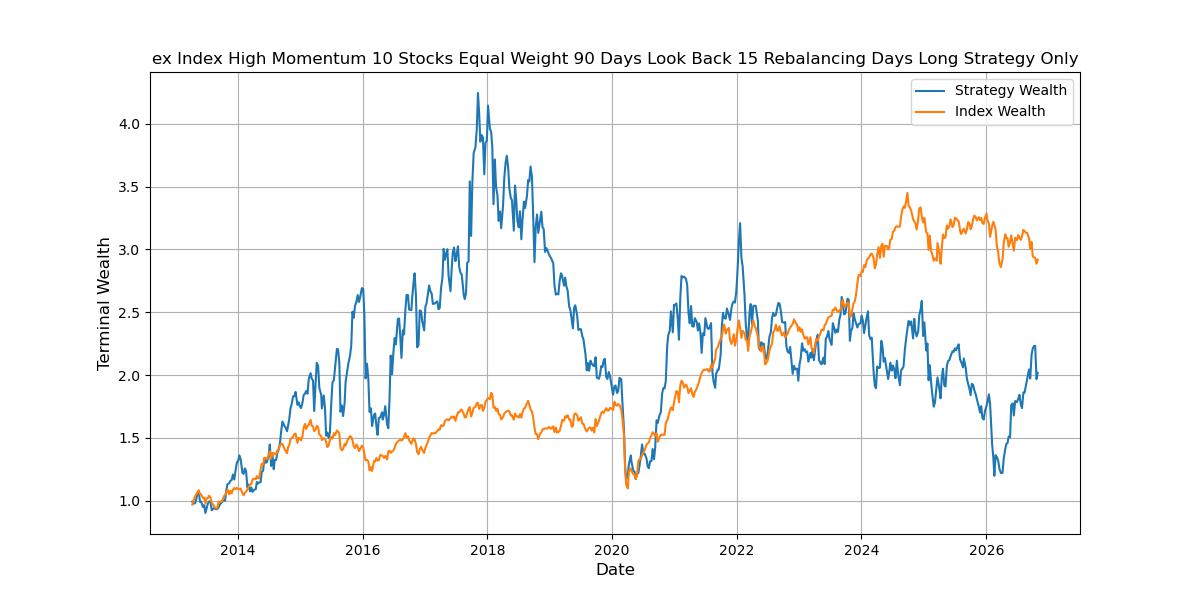 ex Index High Momentum 10 Stocks Equal Weight 90 Days Look Back 15 Rebalancing Days Long Strategy Only
Strategy Wealth
Index Wealth
Terminal Wealth
4.0
3.5
3.0
2.5
2.0
1.5
1.0
2014 2016 2018 2020 2022 2024 2026
Date